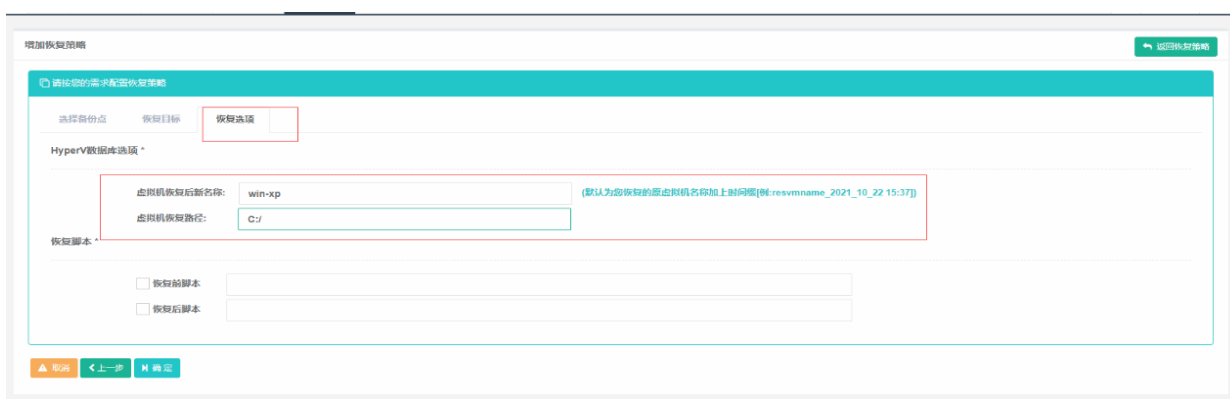 增加恢复策略
返回恢复策略
请按您的需求配置恢复策略
选择备份点 恢复目标 恢复选项
HyperV数据库选项 *
虚拟机恢复后新名称: win-xp (默认为您恢复的原虚拟机名称加上时间戳[例:resvmname_2021_10_22 15:37])
虚拟机恢复路径: C:/
恢复脚本 *
恢复前脚本
恢复后脚本
取消 上一步 确定